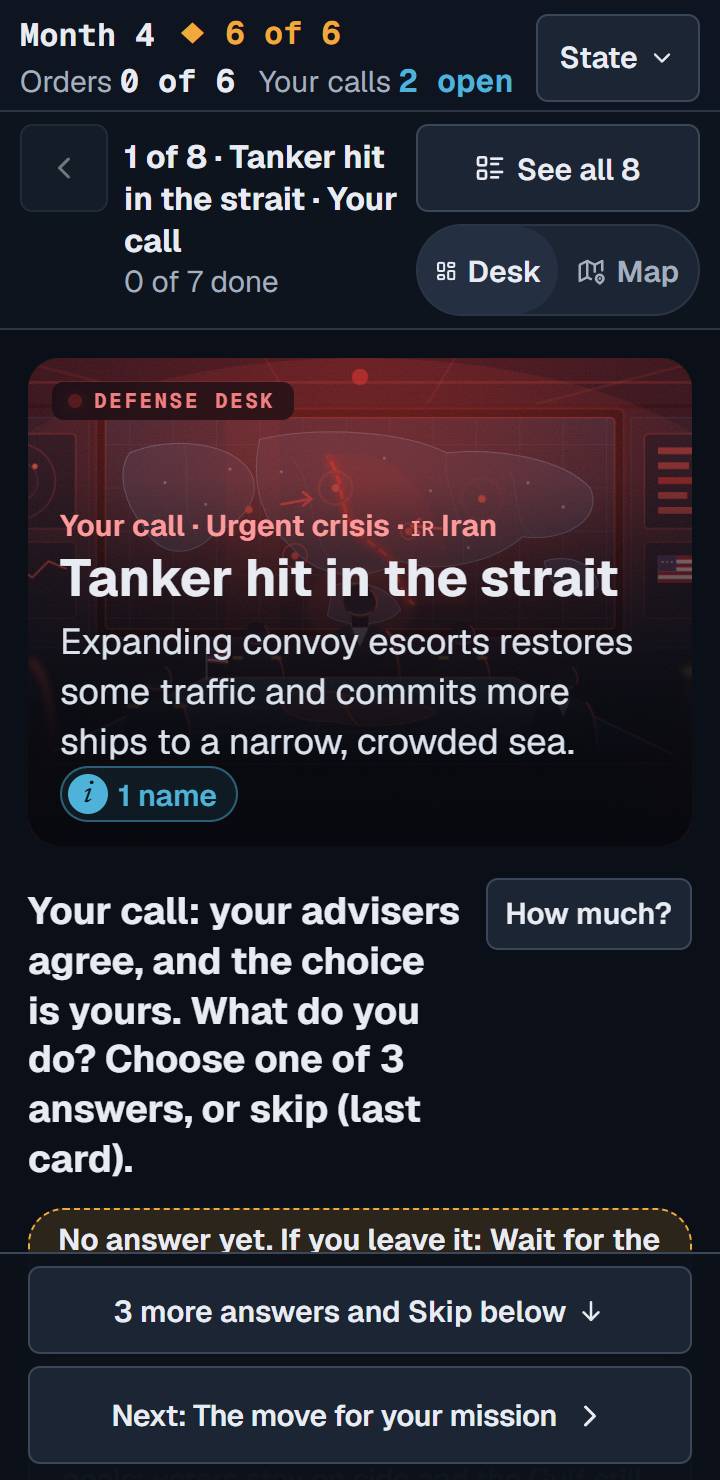 Month 4 ◆ 6 of 6
Orders 0 of 6 Your calls 2 open
State
1 of 8 · Tanker hit
in the strait · Your
call
0 of 7 done
See all 8
Desk
Map
DEFENSE DESK
Your call · Urgent crisis · IR Iran
Tanker hit in the strait
Expanding convoy escorts restores
some traffic and commits more
ships to a narrow, crowded sea.
i 1 name
Your call: your advisers
agree, and the choice
is yours. What do you
do? Choose one of 3
answers, or skip (last
card).
How much?
No answer yet. If you leave it: Wait for the
3 more answers and Skip below ↓
Next: The move for your mission